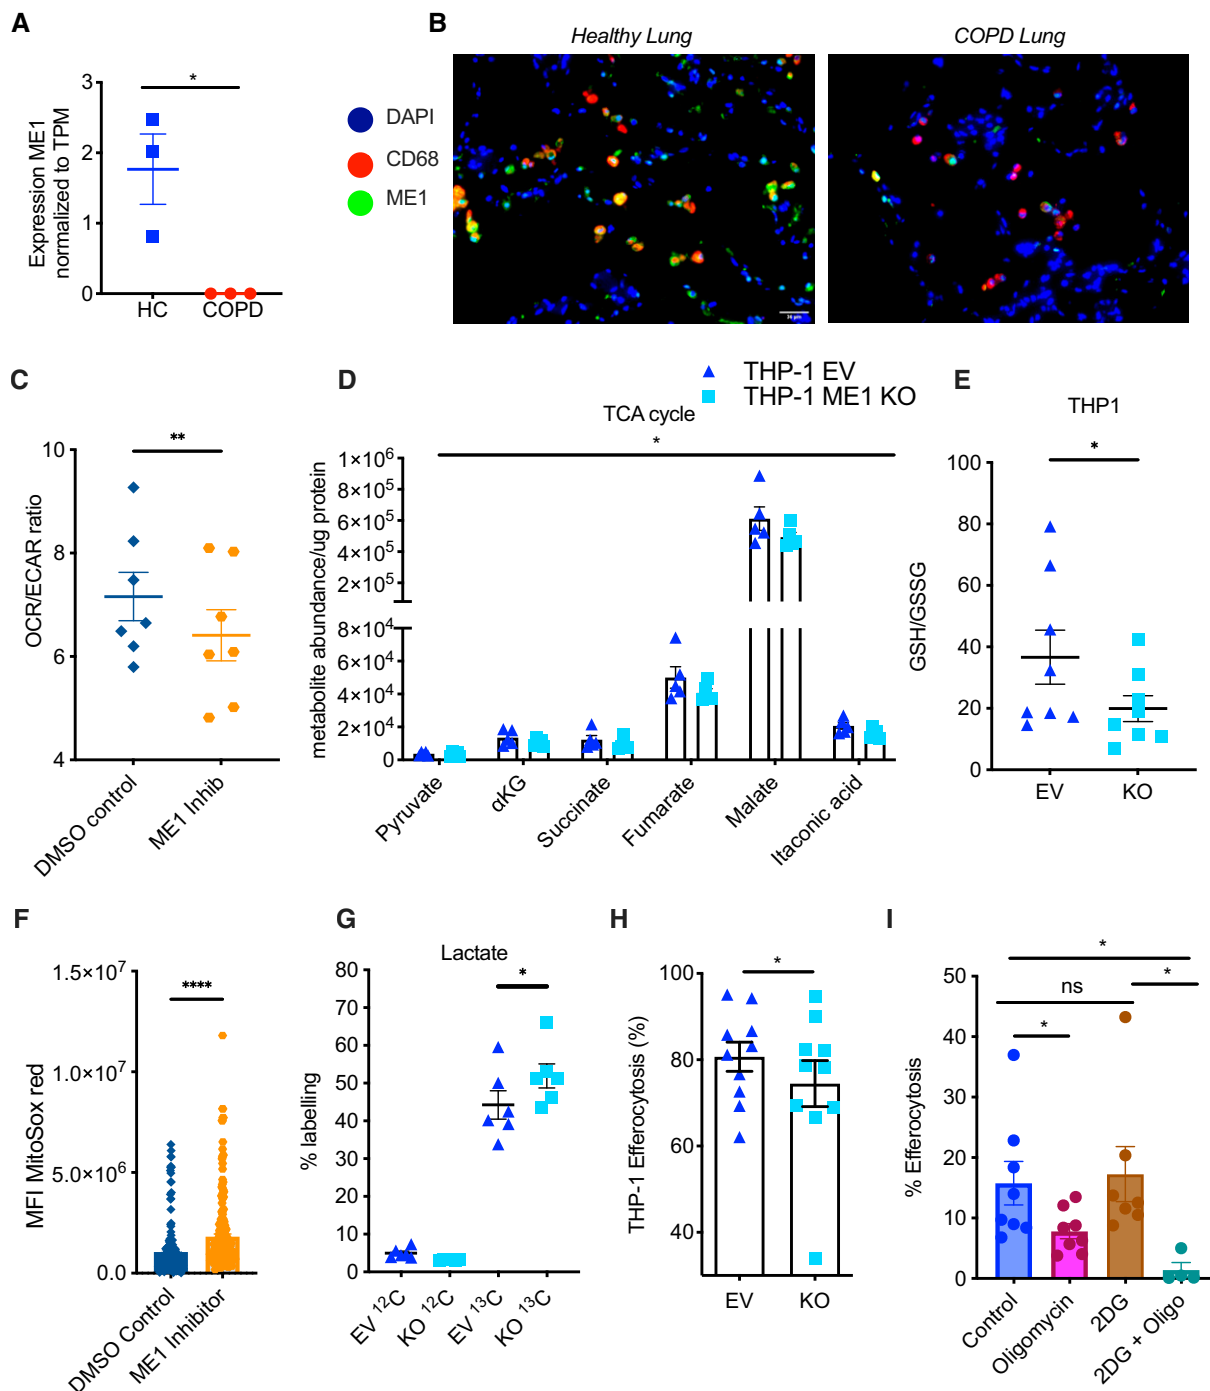 A
Expression ME1
normalized to TPM
3
2
1
0
*
HC
COPD
DAPI
CD68
ME1
B
Healthy Lung
COPD Lung
C
OCR/ECAR ratio
10
8
6
4
**
DMSO control
ME1 Inhib
D
THP-1 EV
THP-1 ME1 KO
TCA cycle
*
metabolite abundance/ug protein
1×10⁶
8×10⁵
6×10⁵
4×10⁵
2×10⁵
8×10⁴
6×10⁴
4×10⁴
2×10⁴
0
Pyruvate
αKG
Succinate
Fumarate
Malate
Itaconic acid
E
THP1
*
GSH/GSSG
100
80
60
40
20
0
EV
KO
F
MFI MitoSox red
1.5×10⁷
1.0×10⁷
5.0×10⁶
0.0
****
DMSO Control
ME1 Inhibitor
G
Lactate
*
% labelling
80
70
60
50
40
30
20
10
0
EV ¹²C
KO ¹²C
EV ¹³C
KO ¹³C
H
THP-1 Efferocytosis (%)
100
80
60
40
*
EV
KO
I
% Efferocytosis
50
40
30
20
10
0
*
*
ns
*
Control
Oligomycin
2DG
2DG + Oligo